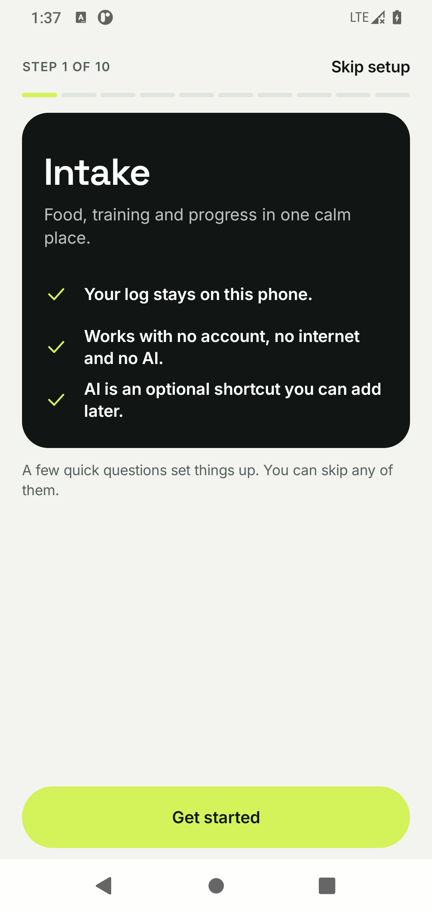 1:37
LTE
STEP 1 OF 10
Skip setup
Intake
Food, training and progress in one calm
place.
Your log stays on this phone.
Works with no account, no internet
and no AI.
AI is an optional shortcut you can add
later.
A few quick questions set things up. You can skip any of
them.
Get started